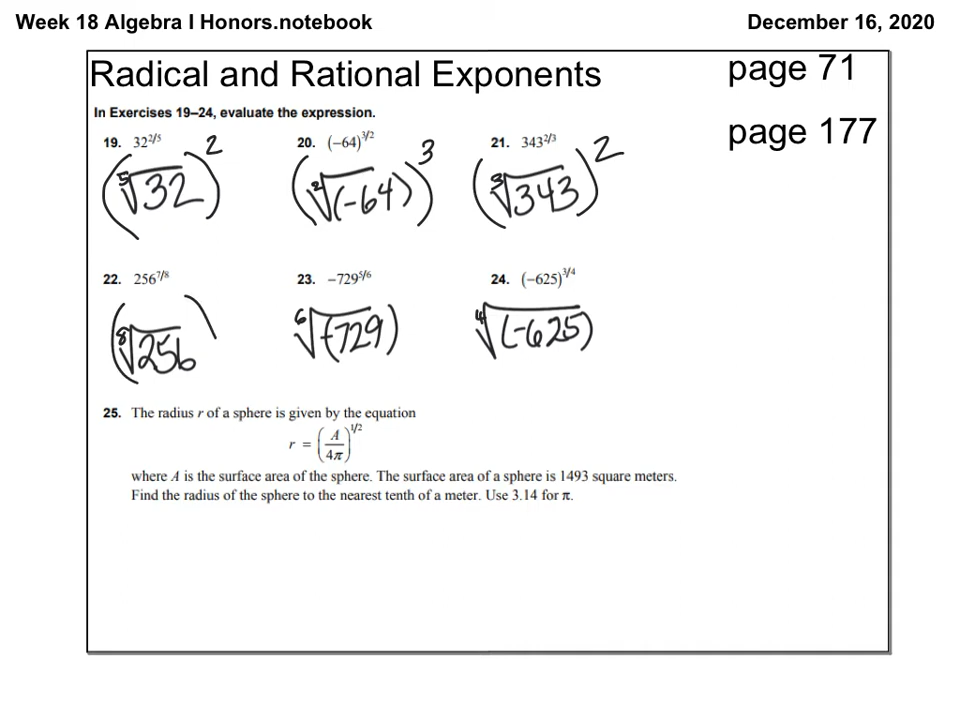 Week 18 Algebra I Honors.notebook December 16, 2020
Radical and Rational Exponents page 71
In Exercises 19–24, evaluate the expression.
page 177
19. 32^{2/5} 20. (−64)^{3/2} 21. 343^{2/3}
(⁵√32)² (²√(-64))³ (³√343)²
22. 256^{7/8} 23. −729^{5/6} 24. (−625)^{3/4}
(⁸√256) ⁶√(-729) ⁴√(-625)
25. The radius r of a sphere is given by the equation
r = (A/4π)^{1/2}
where A is the surface area of the sphere. The surface area of a sphere is 1493 square meters.
Find the radius of the sphere to the nearest tenth of a meter. Use 3.14 for π.